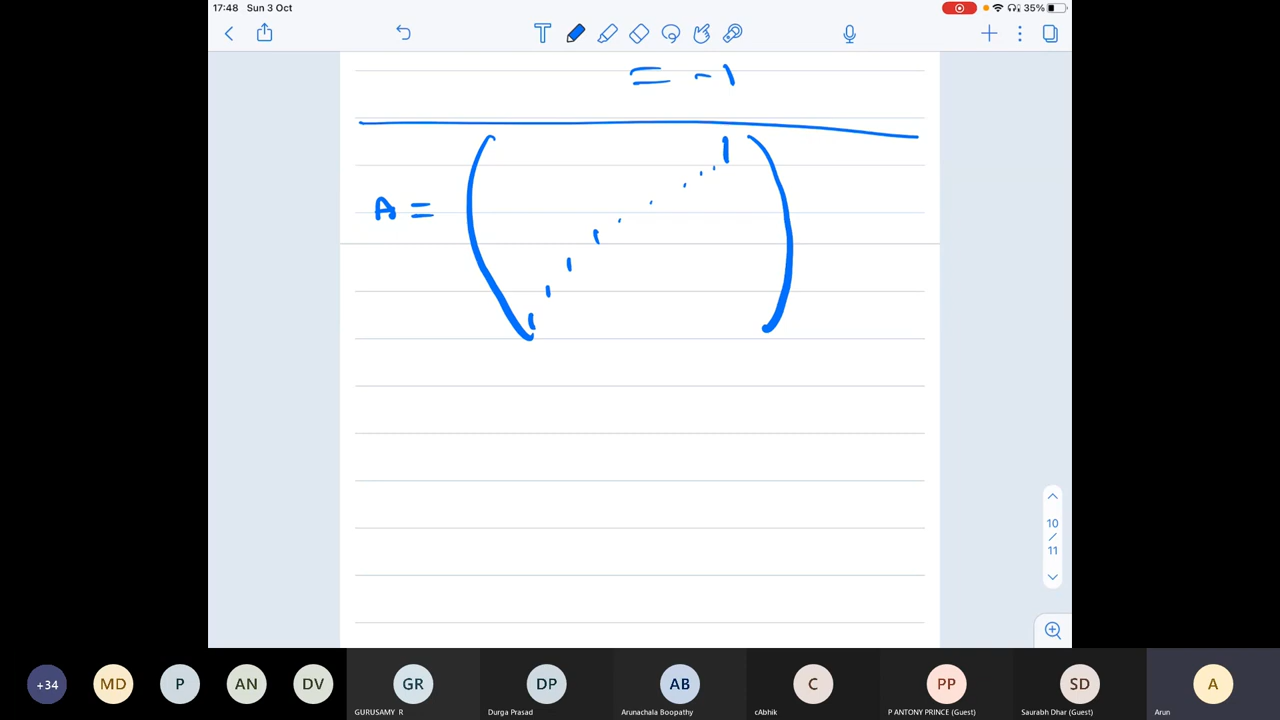 17:48 Sun 3 Oct
35%
T
= -1
A = ( 1
1
1
1
1 )
10
/
11
+34
MD
P
AN
DV
GR
DP
AB
C
PP
SD
A
GURUSAMY R
Durga Prasad
Arunachala Boopathy
cAbhik
P ANTONY PRINCE (Guest)
Saurabh Dhar (Guest)
Arun